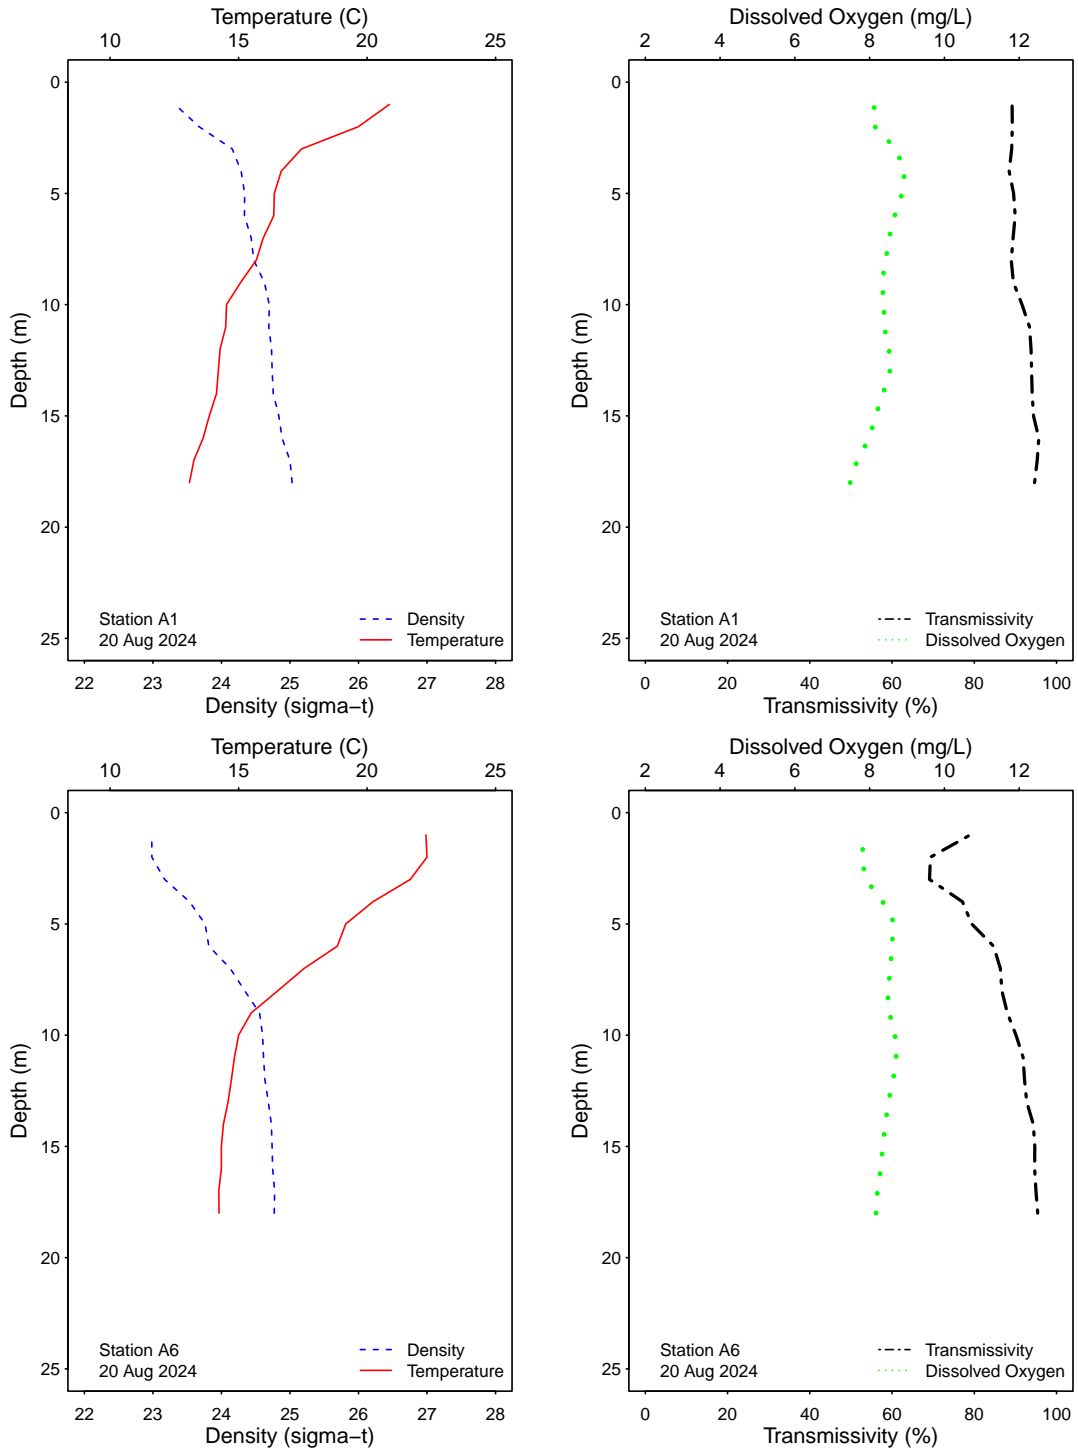 Temperature (C)
10 15 20 25
0
5
10
15
20
25
Depth (m)
Station A1
20 Aug 2024
Density
Temperature
22 23 24 25 26 27 28
Density (sigma−t)
Dissolved Oxygen (mg/L)
2 4 6 8 10 12
0
5
10
15
20
25
Depth (m)
Station A1
20 Aug 2024
Transmissivity
Dissolved Oxygen
0 20 40 60 80 100
Transmissivity (%)
Temperature (C)
10 15 20 25
0
5
10
15
20
25
Depth (m)
Station A6
20 Aug 2024
Density
Temperature
22 23 24 25 26 27 28
Density (sigma−t)
Dissolved Oxygen (mg/L)
2 4 6 8 10 12
0
5
10
15
20
25
Depth (m)
Station A6
20 Aug 2024
Transmissivity
Dissolved Oxygen
0 20 40 60 80 100
Transmissivity (%)